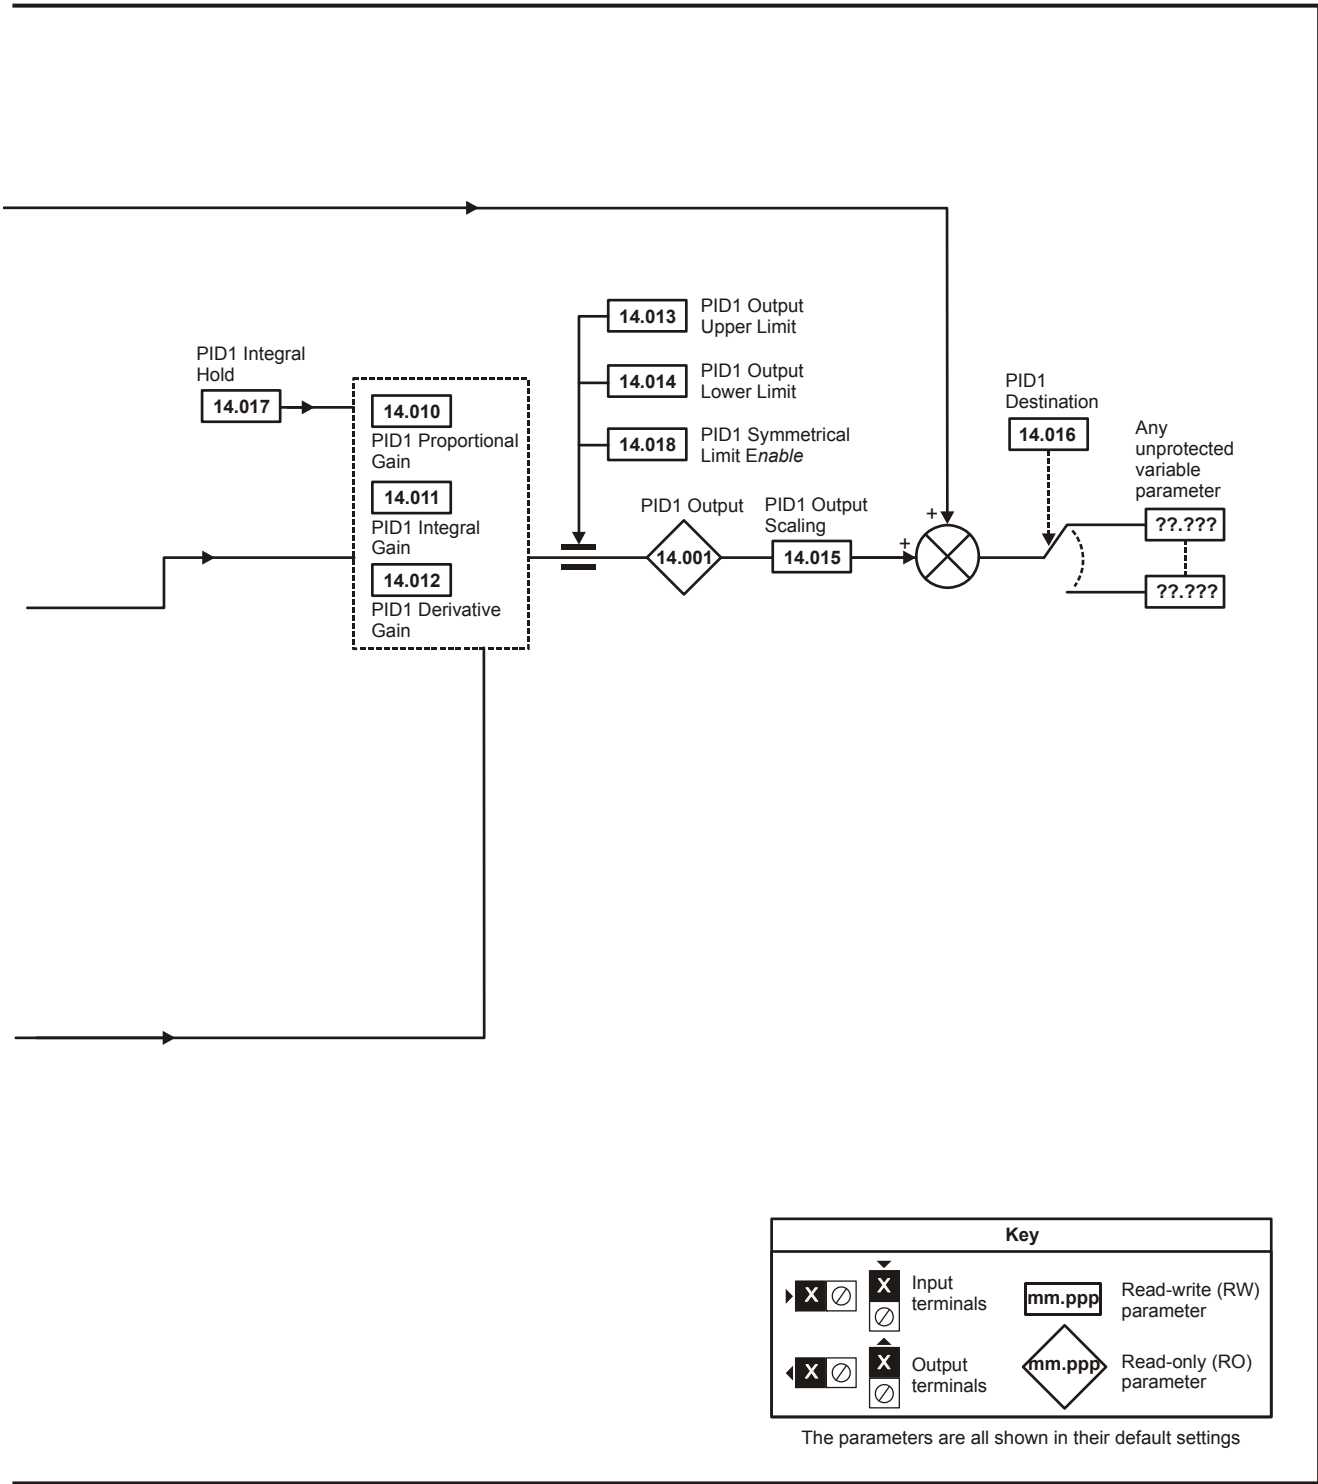 PID1 Integral
Hold
14.017
14.010
PID1 Proportional
Gain
14.011
PID1 Integral
Gain
14.012
PID1 Derivative
Gain
14.013
PID1 Output
Upper Limit
14.014
PID1 Output
Lower Limit
14.018
PID1 Symmetrical
Limit Enable
PID1 Output
14.001
PID1 Output
Scaling
14.015
+
+
PID1
Destination
14.016
Any
unprotected
variable
parameter
??.???
??.???
Key
X
X
Input
terminals
mm.ppp
Read-write (RW)
parameter
X
X
Output
terminals
mm.ppp
Read-only (RO)
parameter
The parameters are all shown in their default settings